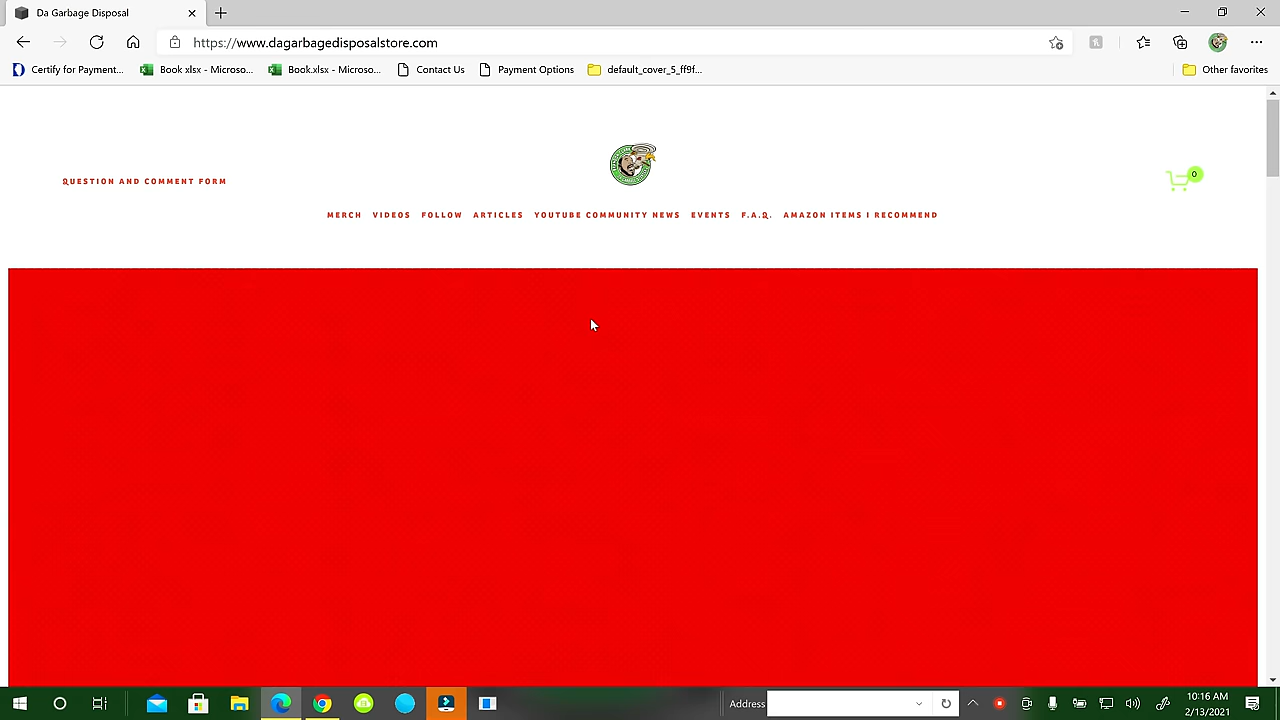 Da Garbage Disposal
https://www.dagarbagedisposalstore.com
Certify for Payment...
Book xlsx - Microso...
Book.xlsx - Microso...
Contact Us
Payment Options
default_cover_5_ff9f...
Other favorites
QUESTION AND COMMENT FORM
0
MERCH VIDEOS FOLLOW ARTICLES YOUTUBE COMMUNITY NEWS EVENTS F.A.Q. AMAZON ITEMS I RECOMMEND
Address
10:16 AM
2/13/2021